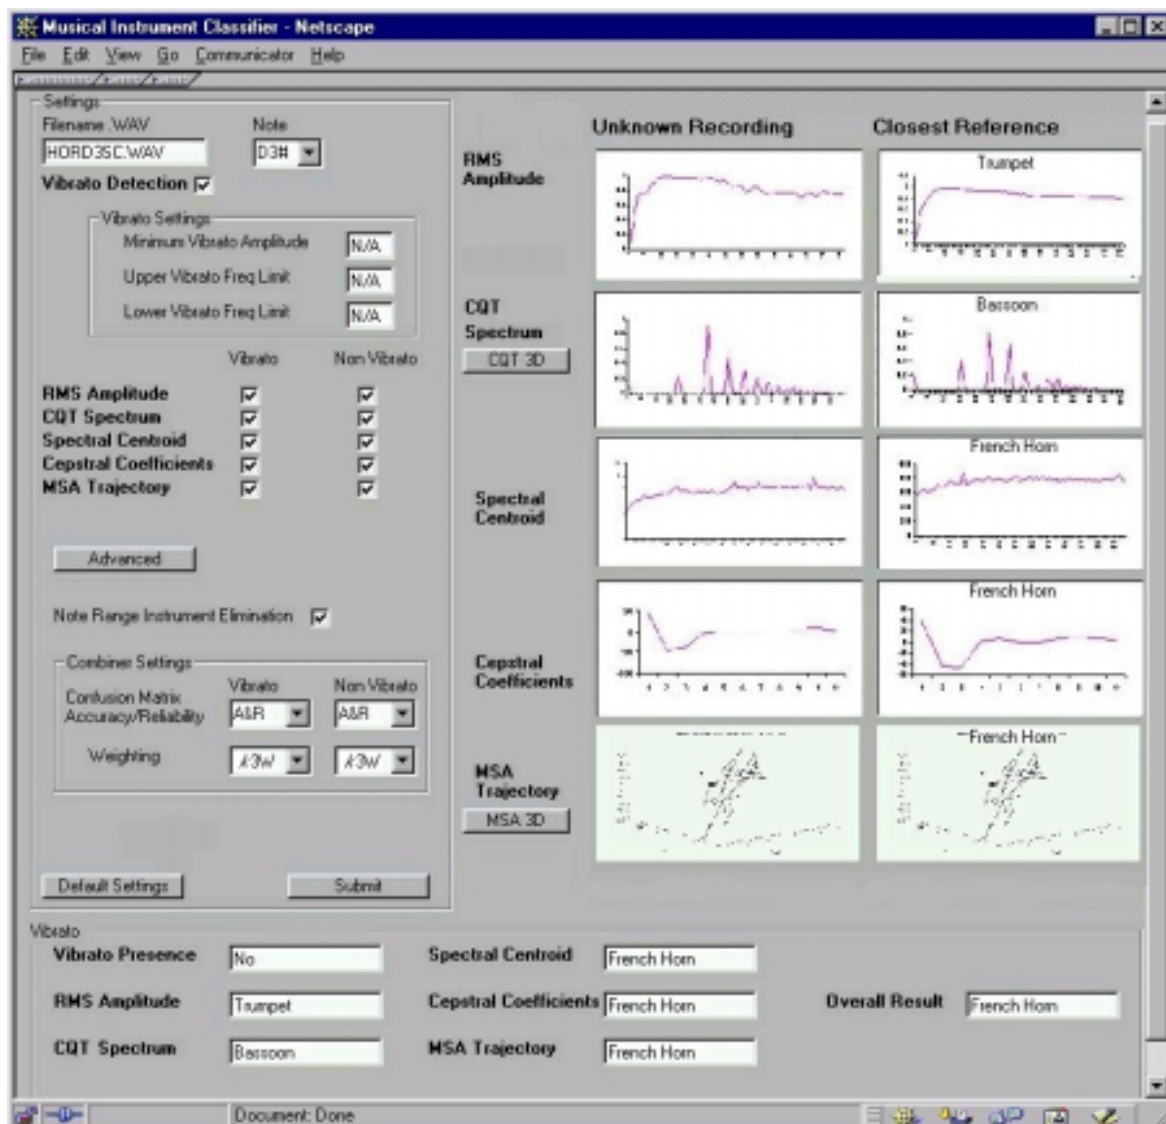 Musical Instrument Classifier - Netscape
File Edit View Go Communicator Help
Settings
Filename .WAV Note
HORD3SC.WAV D3#
Vibrato Detection
Vibrato Settings
Minimum Vibrato Amplitude N/A
Upper Vibrato Freq Limit N/A
Lower Vibrato Freq Limit N/A
Vibrato Non Vibrato
RMS Amplitude
CQT Spectrum
Spectral Centroid
Cepstral Coefficients
MSA Trajectory
Advanced
Note Range Instrument Elimination
Combiner Settings
Vibrato Non Vibrato
Confusion Matrix
Accuracy/Reliability A&R A&R
Weighting
Default Settings Submit
Unknown Recording Closest Reference
RMS
Amplitude
Trumpet
CQT
Spectrum
CQT 3D
Bassoon
Spectral
Centroid
French Horn
Cepstral
Coefficients
French Horn
MSA
Trajectory
MSA 3D
French Horn
Vibrato
Vibrato Presence No Spectral Centroid French Horn
RMS Amplitude Trumpet Cepstral Coefficients French Horn Overall Result French Horn
CQT Spectrum Bassoon MSA Trajectory French Horn
Document: Done